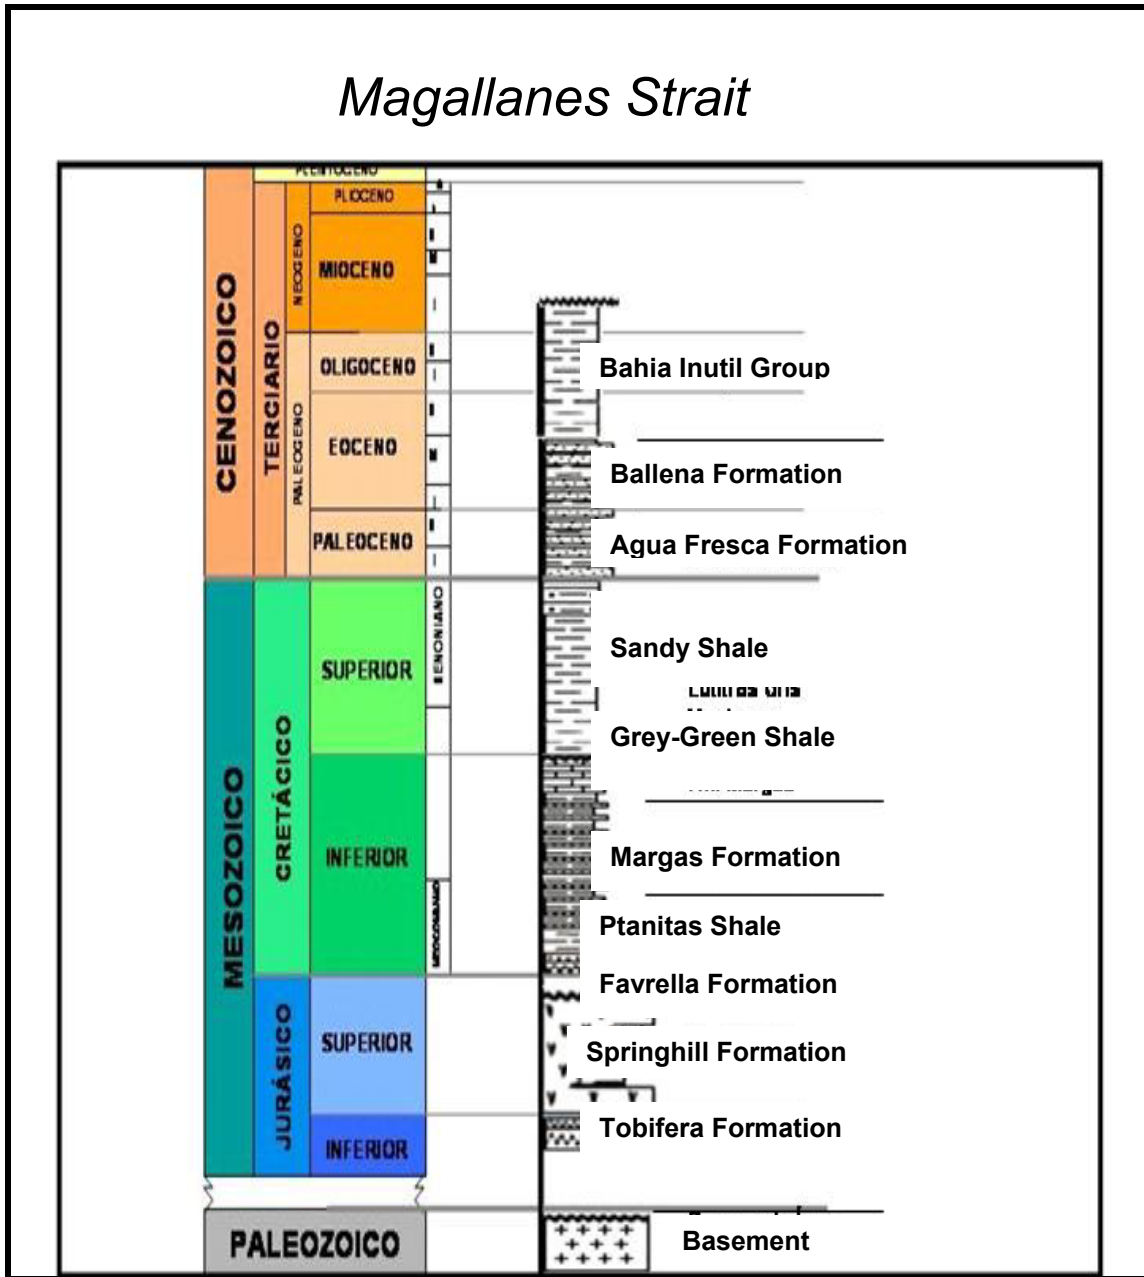 Magallanes Strait
PLIOCENO
NEOGENO
MIOCENO
CENOZOICO
TERCIARIO
OLIGOCENO
Bahia Inutil Group
PALEOGENO
EOCENO
Ballena Formation
PALEOCENO
Agua Fresca Formation
SUPERIOR
Sandy Shale
Grey-Green Shale
MESOZOICO
CRETÁCICO
INFERIOR
Margas Formation
Ptanitas Shale
Favrella Formation
JURÁSICO
SUPERIOR
Springhill Formation
INFERIOR
Tobifera Formation
PALEOZOICO
Basement